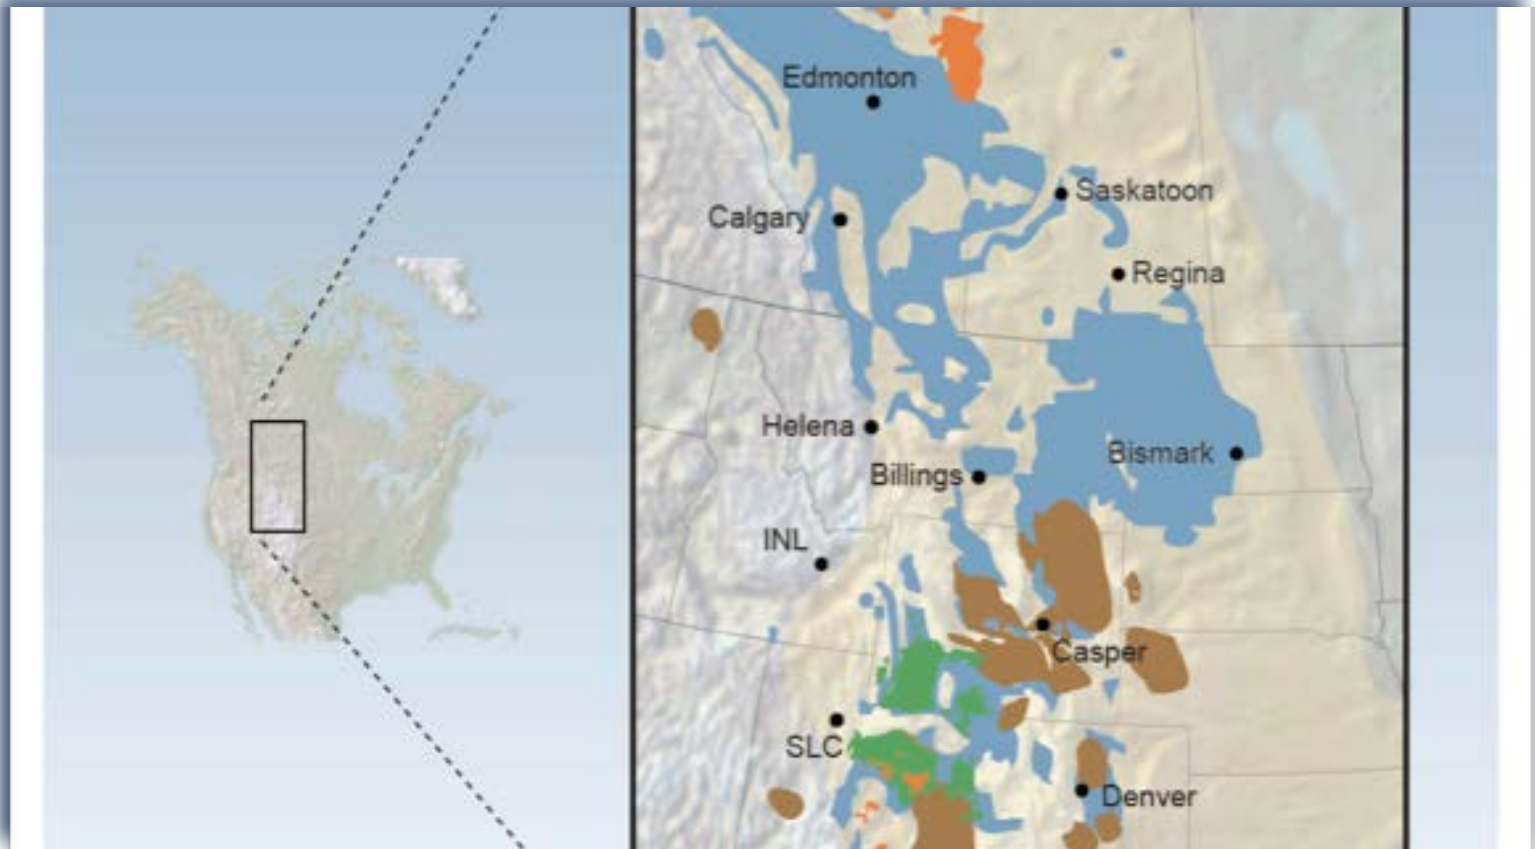 Edmonton
Saskatoon
Calgary
Regina
Helena
Bismark
Billings
INL
Casper
SLC
Denver